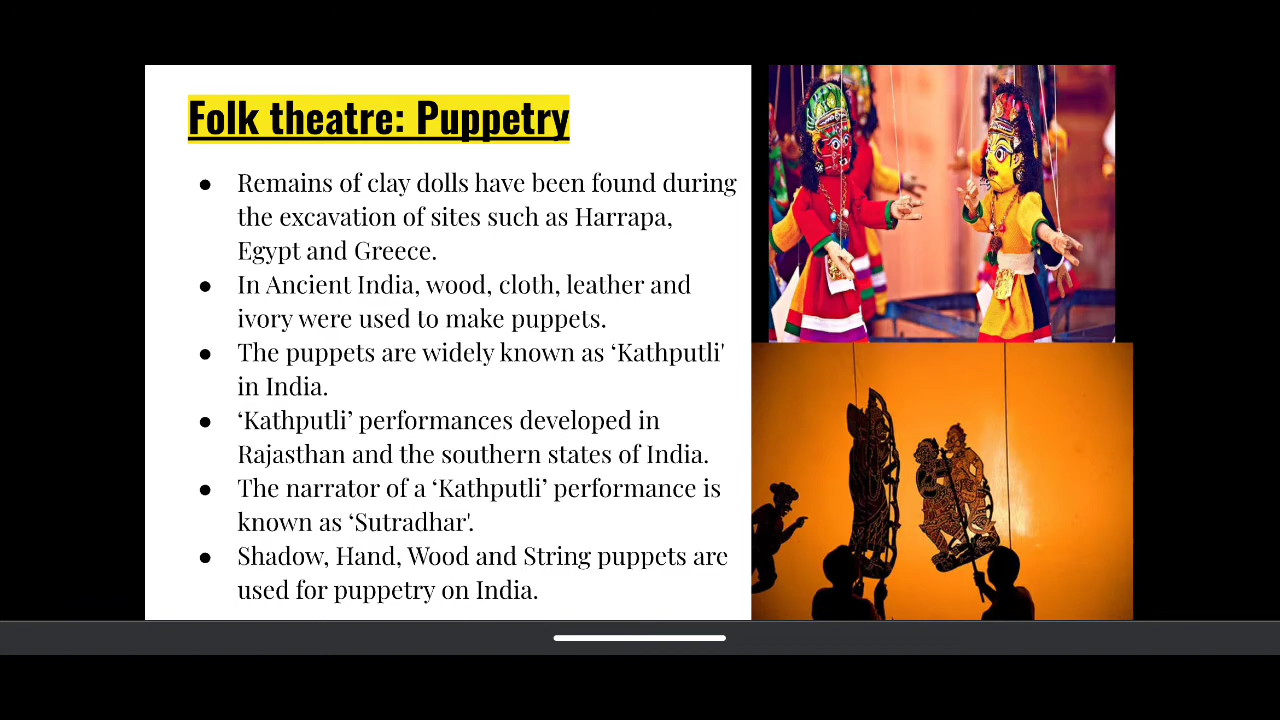 Folk theatre: Puppetry
● Remains of clay dolls have been found during
the excavation of sites such as Harrapa,
Egypt and Greece.
● In Ancient India, wood, cloth, leather and
ivory were used to make puppets.
● The puppets are widely known as ‘Kathputli'
in India.
● ‘Kathputli’ performances developed in
Rajasthan and the southern states of India.
● The narrator of a ‘Kathputli’ performance is
known as ‘Sutradhar'.
● Shadow, Hand, Wood and String puppets are
used for puppetry on India.